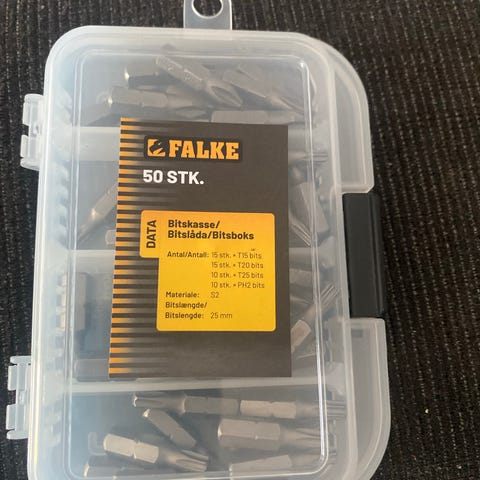 FALKE
50 STK.
DATA
Bitskasse/
Bitslåda/Bitsboks
Antal/Antall: 15 stk. × T15 bits
15 stk. × T20 bits
10 stk. × T25 bits
10 stk. × PH2 bits
Materiale: S2
Bitslængde/
Bitslengde: 25 mm